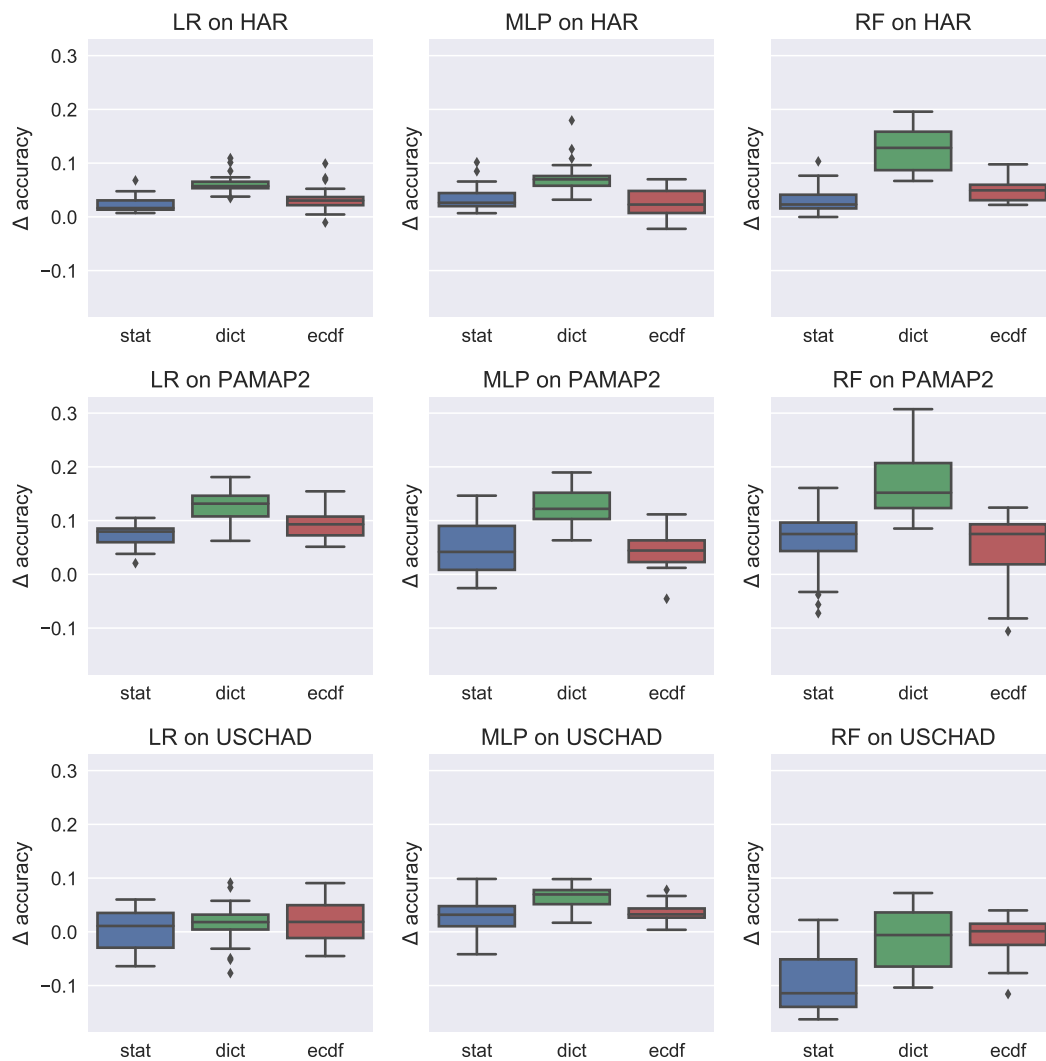 LR on HAR
MLP on HAR
RF on HAR
Δ accuracy
0.3
0.2
0.1
0.0
−0.1
stat dict ecdf
Δ accuracy
stat dict ecdf
Δ accuracy
stat dict ecdf
LR on PAMAP2
MLP on PAMAP2
RF on PAMAP2
Δ accuracy
0.3
0.2
0.1
0.0
−0.1
stat dict ecdf
Δ accuracy
stat dict ecdf
Δ accuracy
stat dict ecdf
LR on USCHAD
MLP on USCHAD
RF on USCHAD
Δ accuracy
0.3
0.2
0.1
0.0
−0.1
stat dict ecdf
Δ accuracy
stat dict ecdf
Δ accuracy
stat dict ecdf